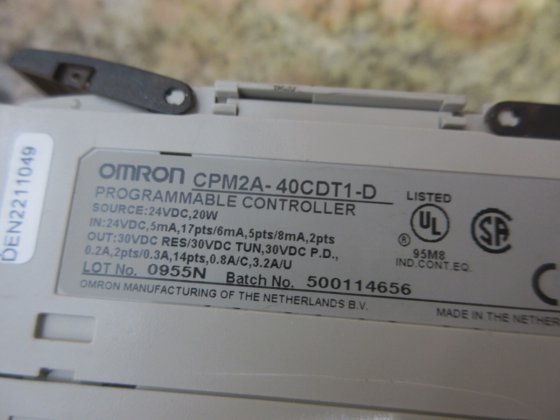 OMRON CPM2A-40CDT1-D
PROGRAMMABLE CONTROLLER
SOURCE:24VDC,20W
IN:24VDC,5mA,17pts/6mA,5pts/8mA,2pts
OUT:30VDC RES/30VDC TUN,30VDC P.D.,
0.2A,2pts/0.3A,14pts,0.8A/C,3.2A/U
LOT No. 0955N Batch No. 500114656
OMRON MANUFACTURING OF THE NETHERLANDS B.V.
LISTED
UL
®
95M8
IND.CONT.EQ.
SA
C
MADE IN THE NETHER
DEN2211049